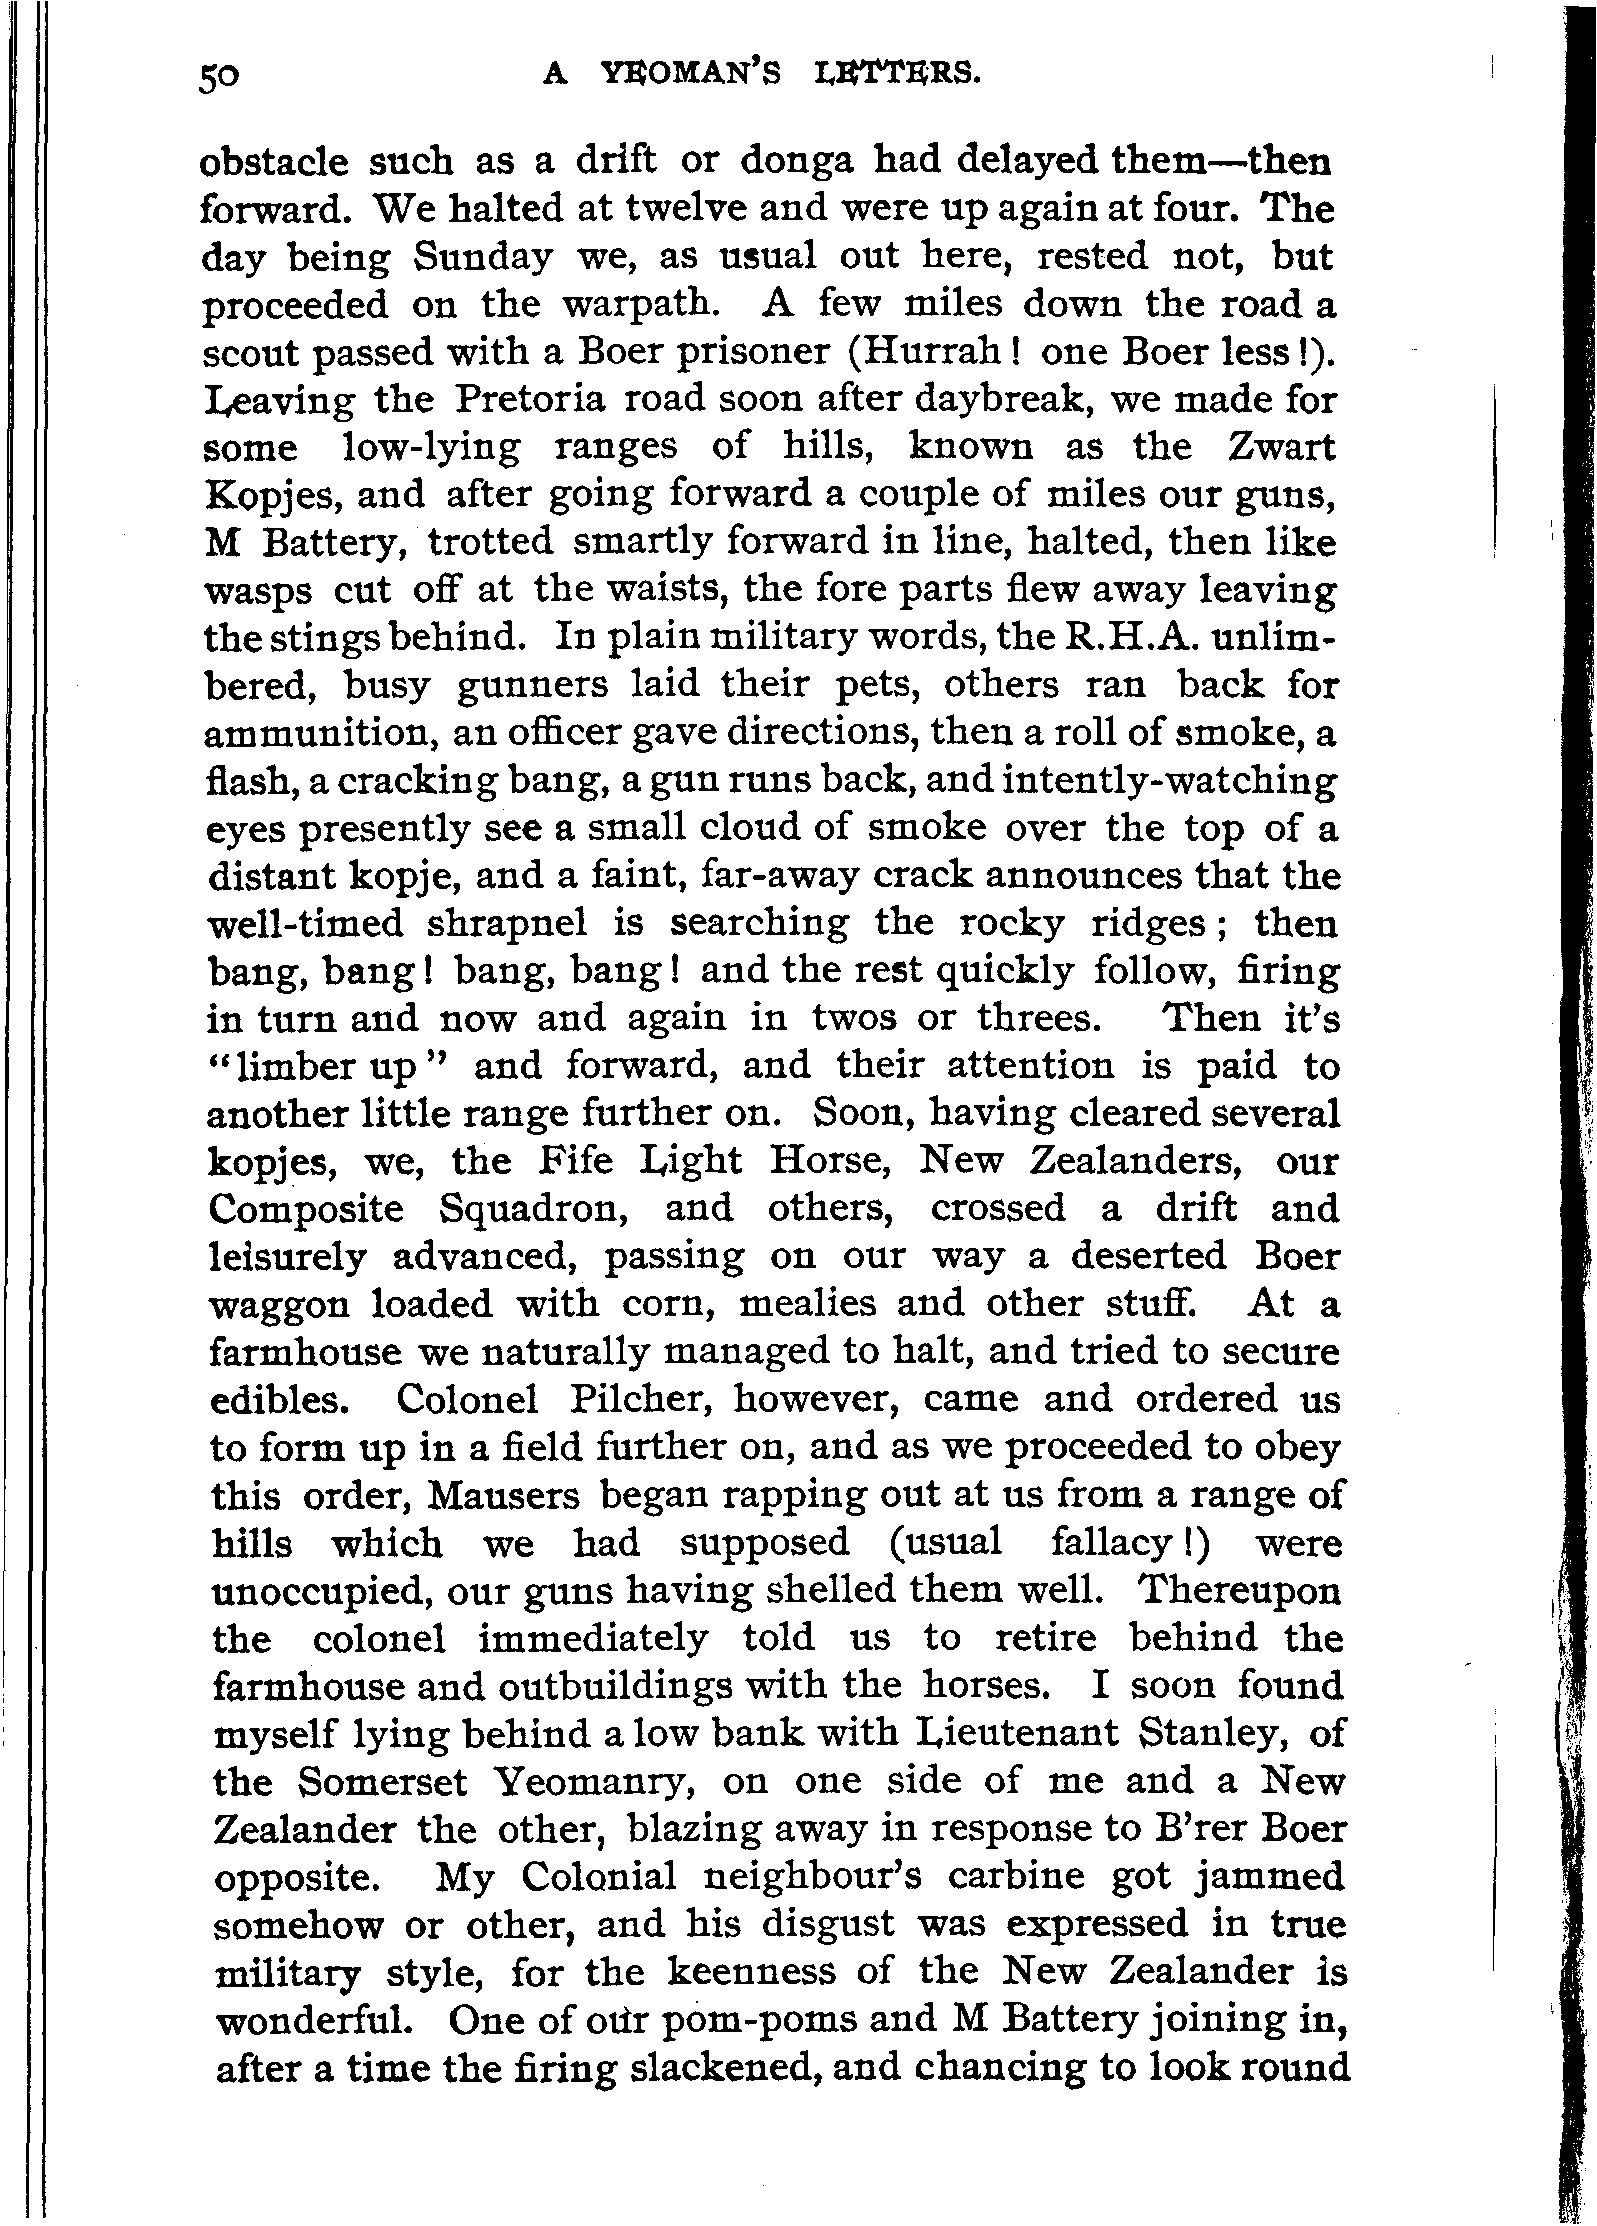 50 A YEOMAN'S LETTERS.
obstacle such as a drift or donga had delayed them—then
forward. We halted at twelve and were up again at four. The
day being Sunday we, as usual out here, rested not, but
proceeded on the warpath. A few miles down the road a
scout passed with a Boer prisoner (Hurrah! one Boer less!).
Leaving the Pretoria road soon after daybreak, we made for
some low-lying ranges of hills, known as the Zwart
Kopjes, and after going forward a couple of miles our guns,
M Battery, trotted smartly forward in line, halted, then like
wasps cut off at the waists, the fore parts flew away leaving
the stings behind. In plain military words, the R.H.A. unlim-
bered, busy gunners laid their pets, others ran back for
ammunition, an officer gave directions, then a roll of smoke, a
flash, a cracking bang, a gun runs back, and intently-watching
eyes presently see a small cloud of smoke over the top of a
distant kopje, and a faint, far-away crack announces that the
well-timed shrapnel is searching the rocky ridges; then
bang, bang! bang, bang! and the rest quickly follow, firing
in turn and now and again in twos or threes. Then it's
"limber up" and forward, and their attention is paid to
another little range further on. Soon, having cleared several
kopjes, we, the Fife Light Horse, New Zealanders, our
Composite Squadron, and others, crossed a drift and
leisurely advanced, passing on our way a deserted Boer
waggon loaded with corn, mealies and other stuff. At a
farmhouse we naturally managed to halt, and tried to secure
edibles. Colonel Pilcher, however, came and ordered us
to form up in a field further on, and as we proceeded to obey
this order, Mausers began rapping out at us from a range of
hills which we had supposed (usual fallacy!) were
unoccupied, our guns having shelled them well. Thereupon
the colonel immediately told us to retire behind the
farmhouse and outbuildings with the horses. I soon found
myself lying behind a low bank with Lieutenant Stanley, of
the Somerset Yeomanry, on one side of me and a New
Zealander the other, blazing away in response to B'rer Boer
opposite. My Colonial neighbour's carbine got jammed
somehow or other, and his disgust was expressed in true
military style, for the keenness of the New Zealander is
wonderful. One of our pom-poms and M Battery joining in,
after a time the firing slackened, and chancing to look round